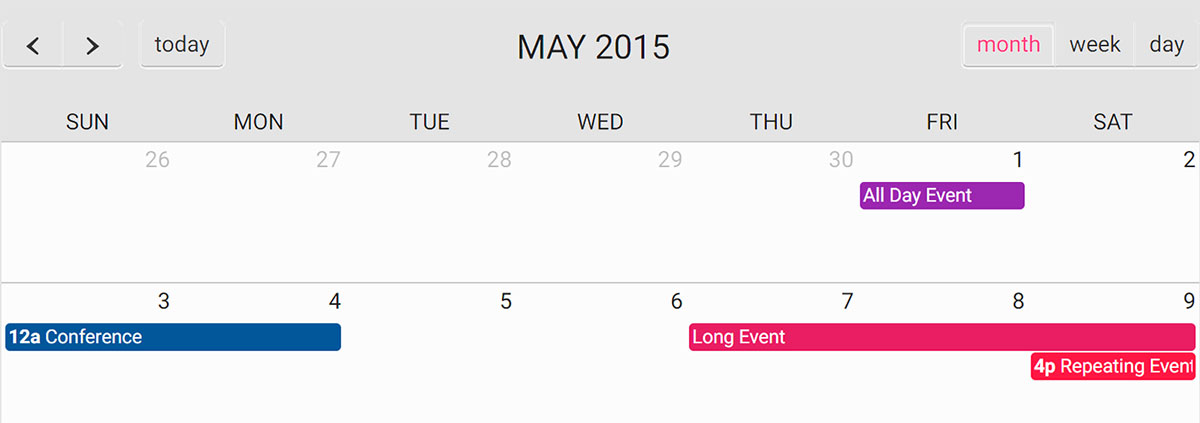 < > today MAY 2015 month week day
SUN MON TUE WED THU FRI SAT
26 27 28 29 30 1 2
All Day Event
3 4 5 6 7 8 9
12a Conference Long Event
4p Repeating Event